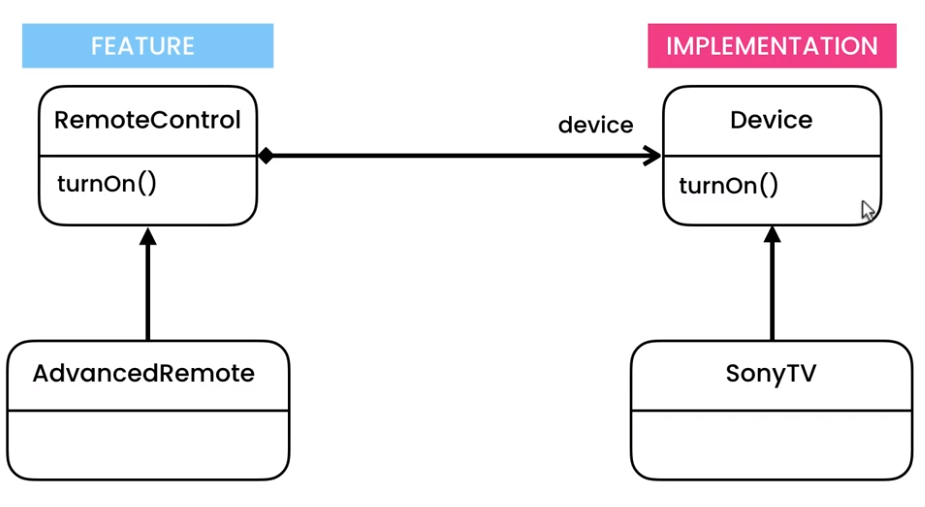 FEATURE
IMPLEMENTATION
RemoteControl
device
Device
turnOn()
turnOn()
AdvancedRemote
SonyTV